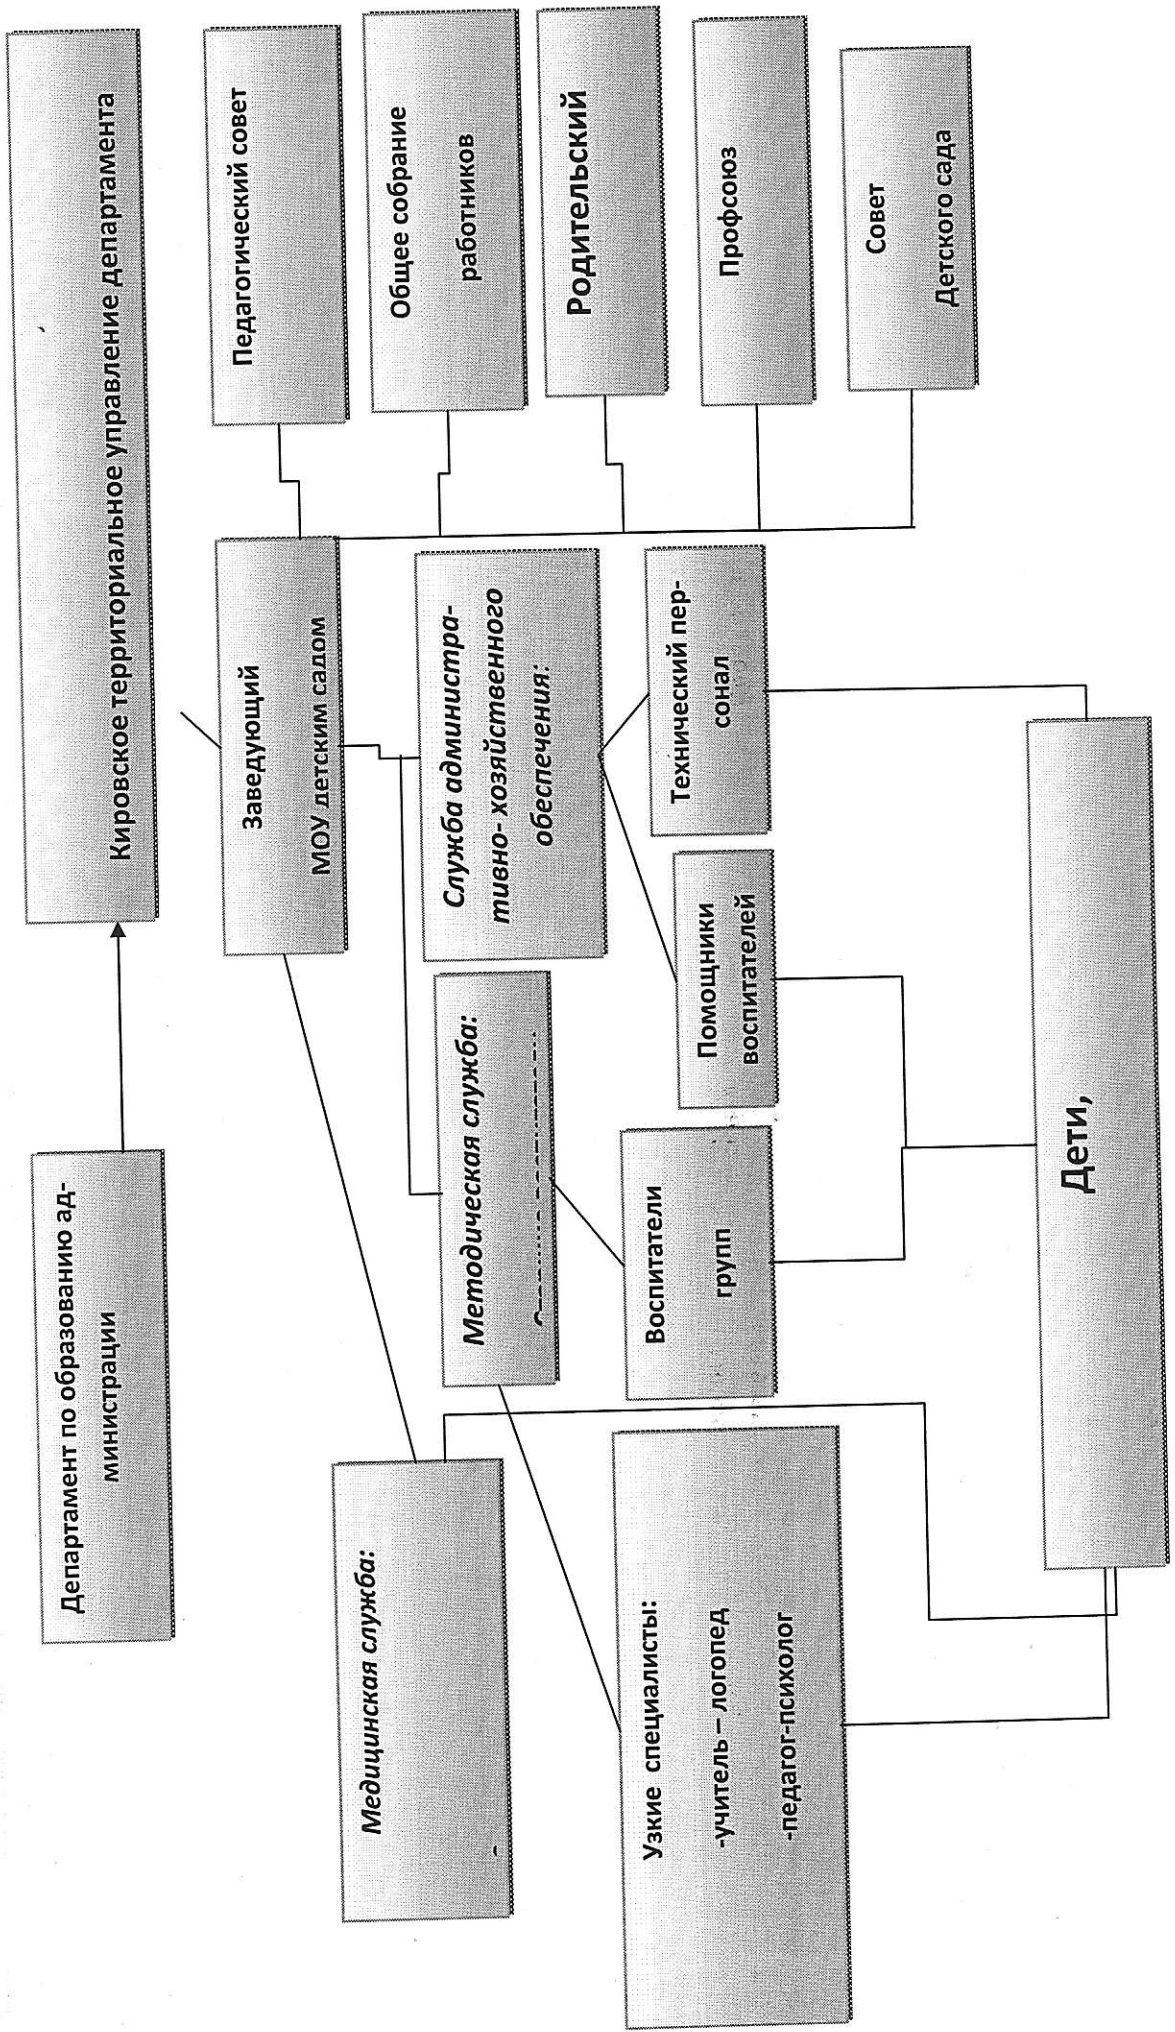 Департамент по образованию ад-
министрации
Кировское территориальное управление департамента
Заведующий
МОУ детским садом
Педагогический совет
Общее собрание
работников
Родительский
Профсоюз
Совет
Детского сада
Медицинская служба:
Методическая служба:
Служба администра-
тивно- хозяйственного
обеспечения:
Узкие специалисты:
-учитель – логопед
-педагог-психолог
Воспитатели
групп
Помощники
воспитателей
Технический пер-
сонал
Дети,